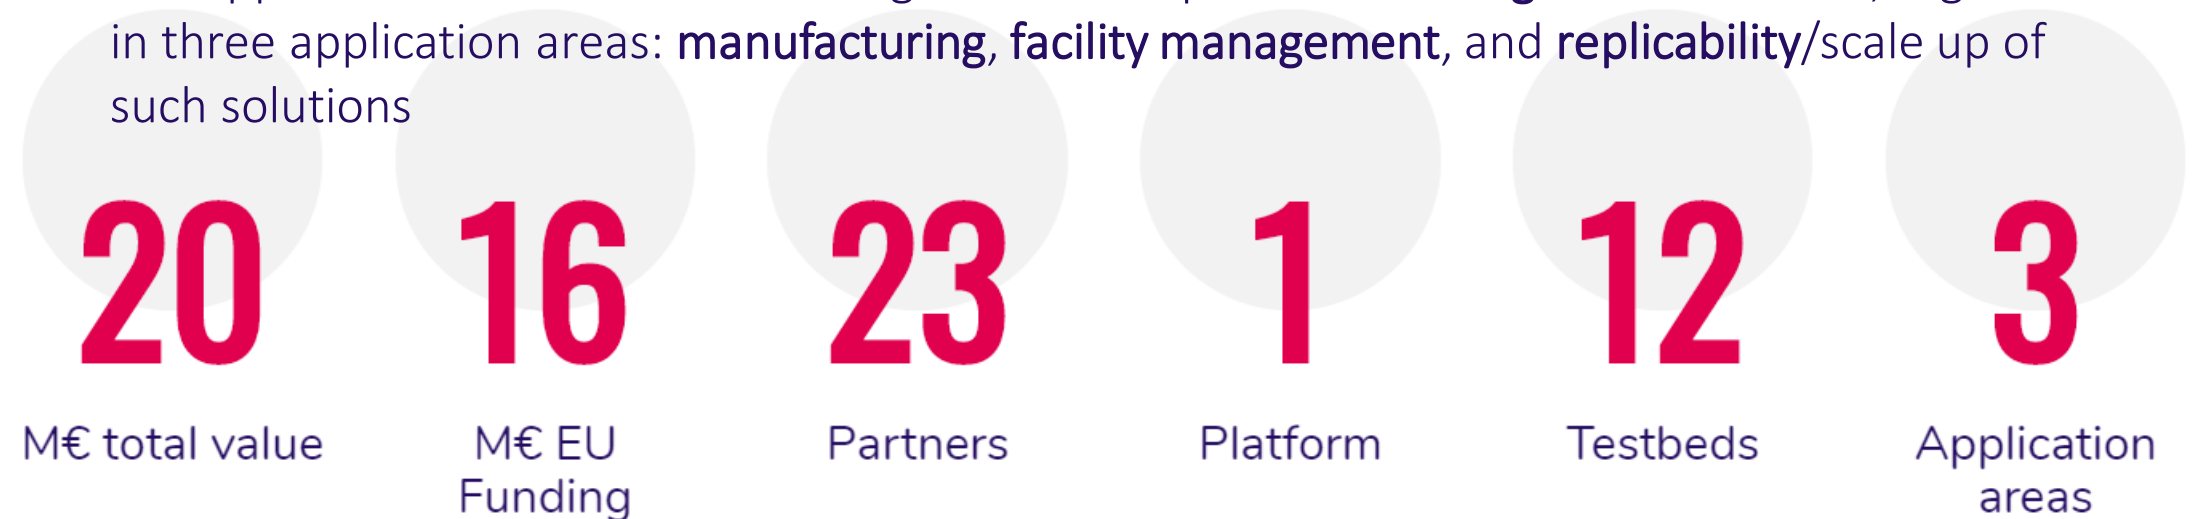 in three application areas: manufacturing, facility management, and replicability/scale up of
such solutions
20
16
23
1
12
3
M€ total value
M€ EU
Funding
Partners
Platform
Testbeds
Application
areas